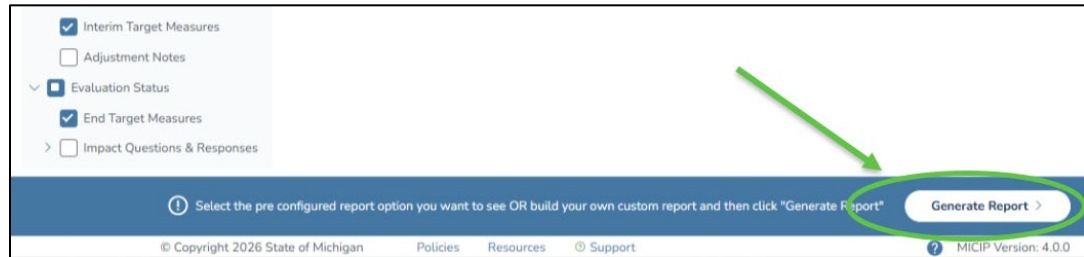 Interim Target Measures
Adjustment Notes
Evaluation Status
End Target Measures
Impact Questions & Responses
Select the pre configured report option you want to see OR build your own custom report and then click "Generate Report"
Generate Report >
© Copyright 2026 State of Michigan Policies Resources Support MICIP Version: 4.0.0